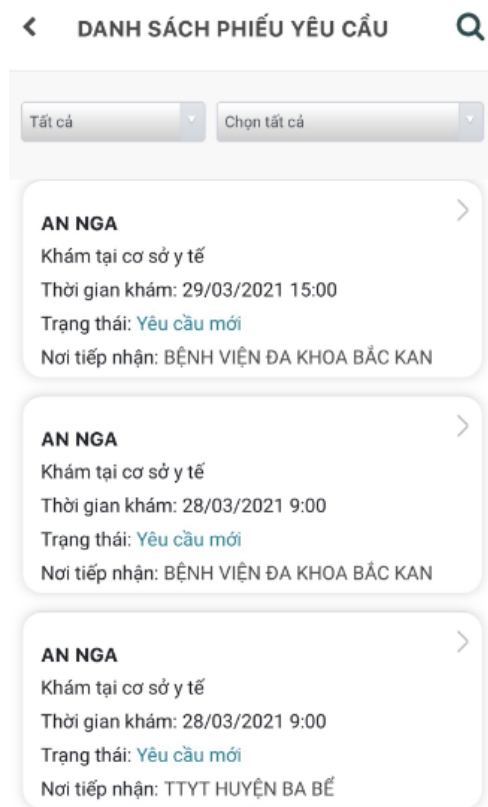 DANH SÁCH PHIẾU YÊU CẦU
Tất cả
Chọn tất cả
AN NGA
Khám tại cơ sở y tế
Thời gian khám: 29/03/2021 15:00
Trạng thái: Yêu cầu mới
Nơi tiếp nhận: BỆNH VIỆN ĐA KHOA BẮC KAN
AN NGA
Khám tại cơ sở y tế
Thời gian khám: 28/03/2021 9:00
Trạng thái: Yêu cầu mới
Nơi tiếp nhận: BỆNH VIỆN ĐA KHOA BẮC KAN
AN NGA
Khám tại cơ sở y tế
Thời gian khám: 28/03/2021 9:00
Trạng thái: Yêu cầu mới
Nơi tiếp nhận: TTYT HUYỆN BA BỂ